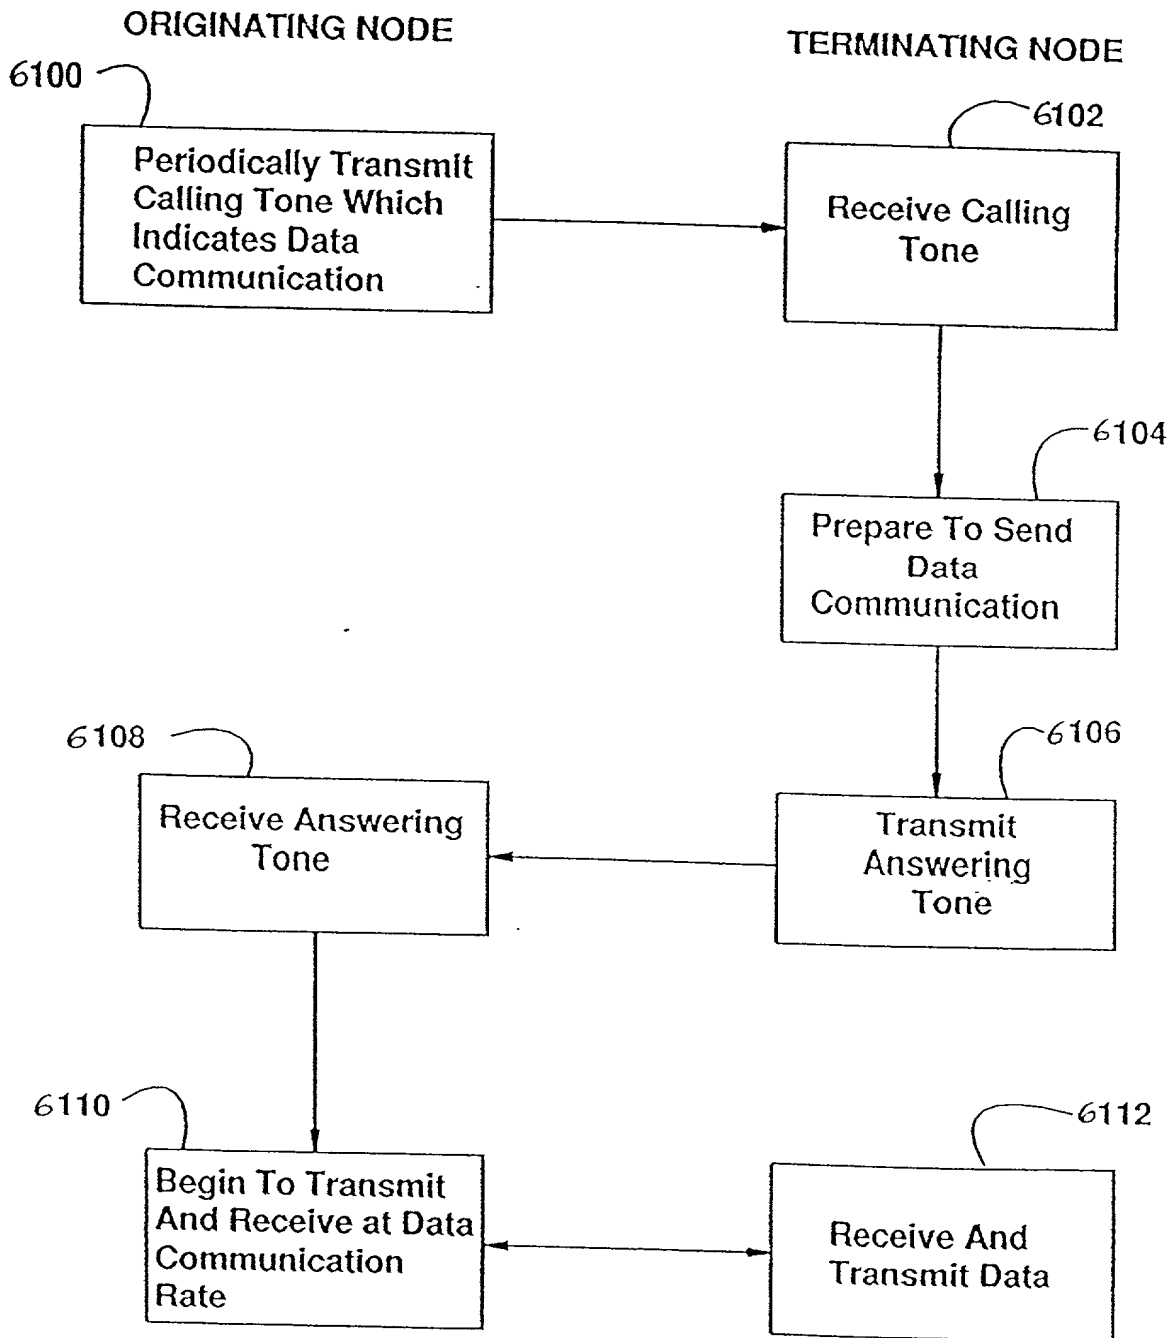 ORIGINATING NODE
TERMINATING NODE
6100
6102
Periodically Transmit
Calling Tone Which
Indicates Data
Communication
Receive Calling
Tone
6104
Prepare To Send
Data
Communication
6108
6106
Receive Answering
Tone
Transmit
Answering
Tone
6110
6112
Begin To Transmit
And Receive at Data
Communication
Rate
Receive And
Transmit Data